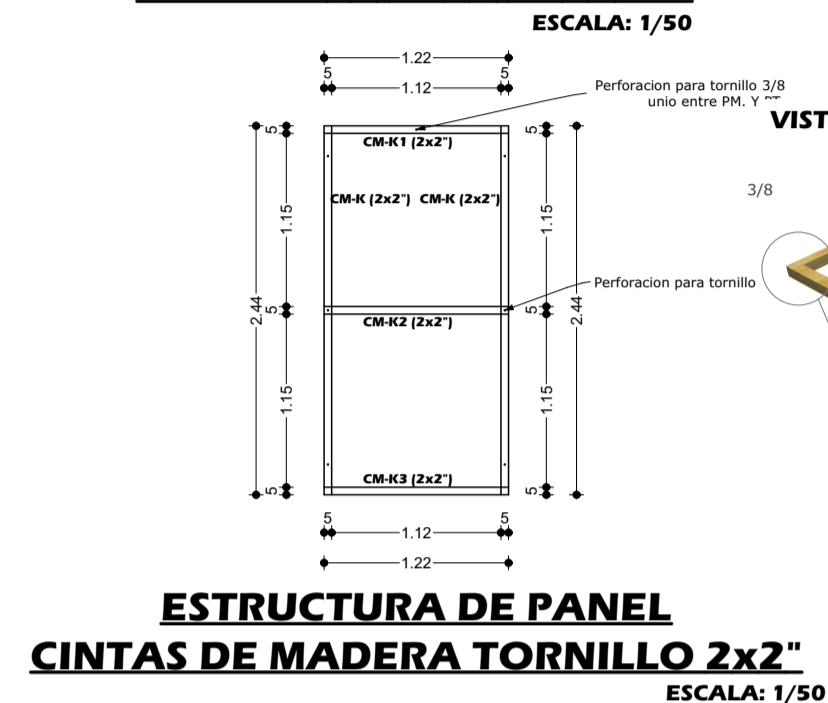 ESCALA: 1/50
1.22
5
5
1.12
Perforacion para tornillo 3/8
unio entre PM. Y
VIST
5
5
CM-K1 (2x2")
3/8
CM-K (2x2") CM-K (2x2")
1.15
1.15
Perforacion para tornillo
2.44
5
5
2.44
CM-K2 (2x2")
1.15
1.15
CM-K3 (2x2")
5
5
5
5
1.12
1.22
ESTRUCTURA DE PANEL
CINTAS DE MADERA TORNILLO 2x2"
ESCALA: 1/50